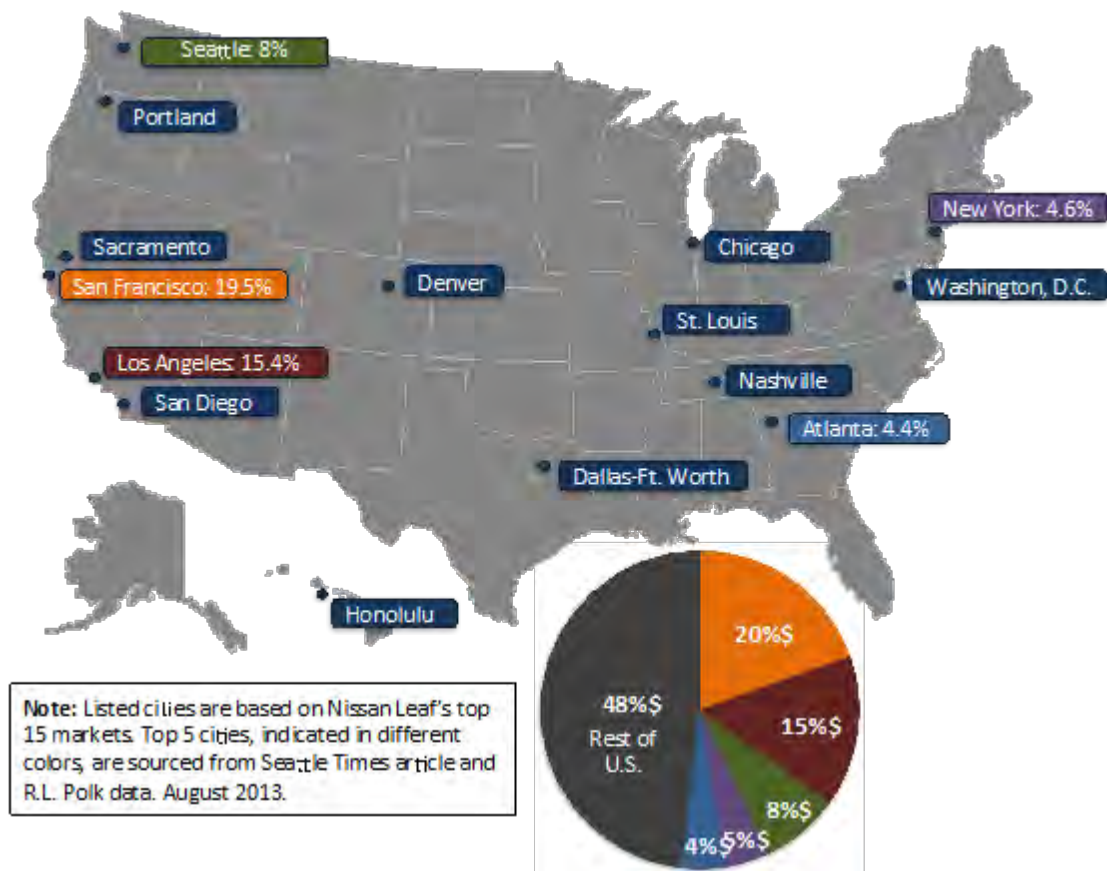 Seattle: 8%
Portland
New York: 4.6%
Sacramento
Chicago
San Francisco: 19.5%
Denver
Washington, D.C.
St. Louis
Los Angeles: 15.4%
Nashville
San Diego
Atlanta: 4.4%
Dallas-Ft. Worth
Honolulu
20%$
48%$
Rest of
U.S.
15%$
8%$
5%$
4%$
Note: Listed cities are based on Nissan Leaf's top
15 markets. Top 5 cities, indicated in different
colors, are sourced from Seattle Times article and
R.L. Polk data. August 2013.